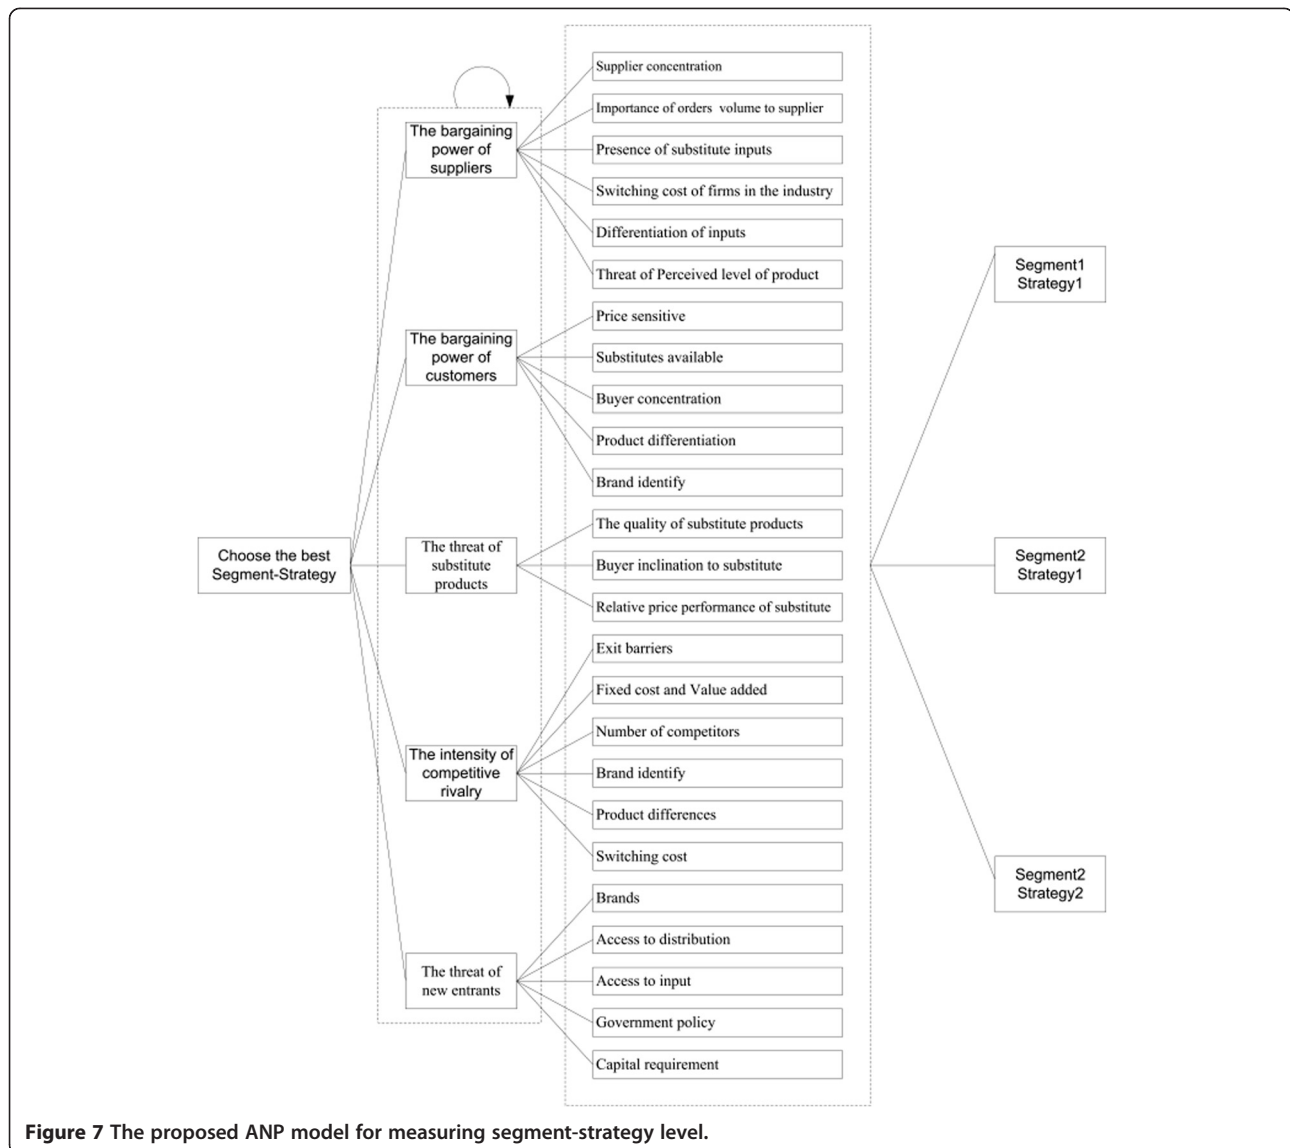 Choose the best
Segment-Strategy
The bargaining
power of
suppliers
The bargaining
power of
customers
The threat of
substitute
products
The intensity of
competitive
rivalry
The threat of
new entrants
Supplier concentration
Importance of orders volume to supplier
Presence of substitute inputs
Switching cost of firms in the industry
Differentiation of inputs
Threat of Perceived level of product
Price sensitive
Substitutes available
Buyer concentration
Product differentiation
Brand identify
The quality of substitute products
Buyer inclination to substitute
Relative price performance of substitute
Exit barriers
Fixed cost and Value added
Number of competitors
Brand identify
Product differences
Switching cost
Brands
Access to distribution
Access to input
Government policy
Capital requirement
Segment1
Strategy1
Segment2
Strategy1
Segment2
Strategy2
Figure 7 The proposed ANP model for measuring segment-strategy level.